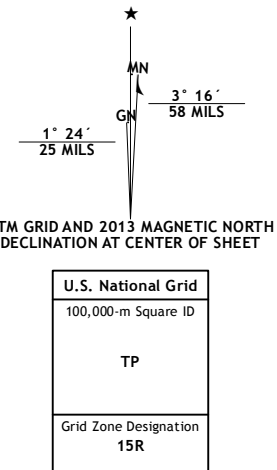 ★
MN
GN
3° 16´
58 MILS
1° 24´
25 MILS
TM GRID AND 2013 MAGNETIC NORTH
DECLINATION AT CENTER OF SHEET
U.S. National Grid
100,000-m Square ID
TP
Grid Zone Designation
15R